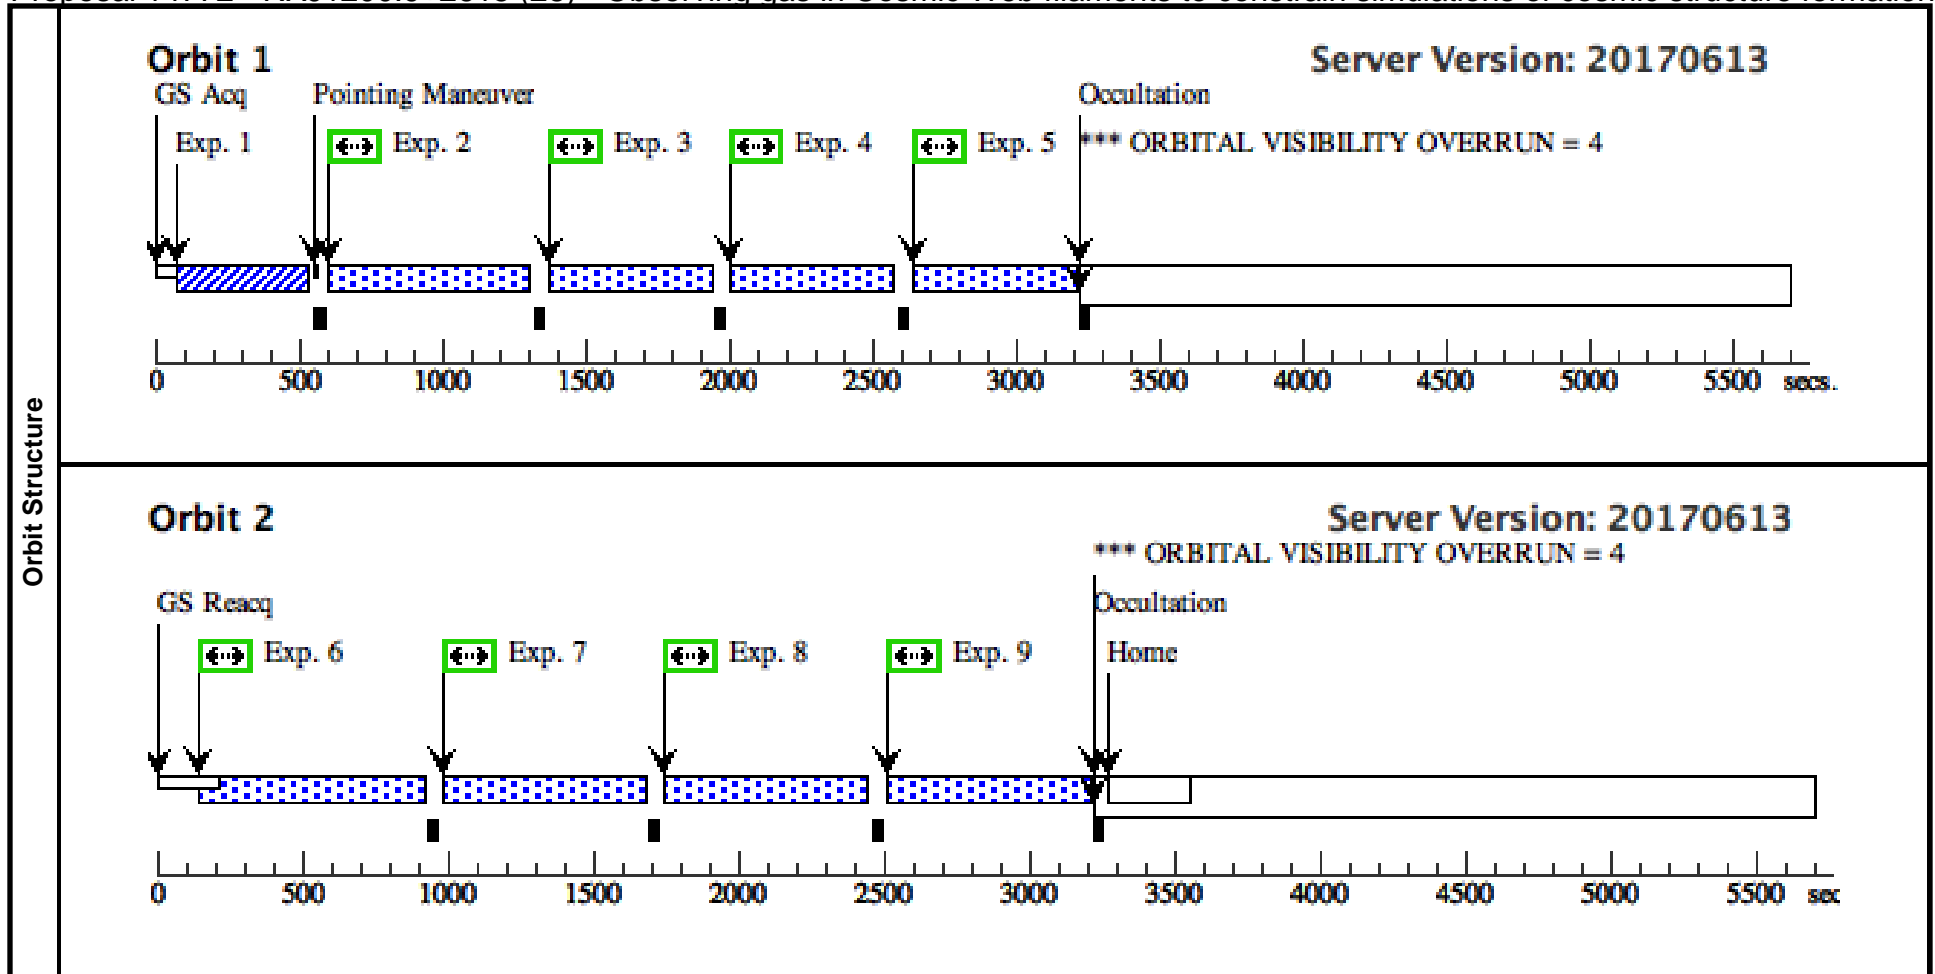 Orbit Structure
Orbit 1
Server Version: 20170613
GS Acq Pointing Maneuver Occultation
Exp. 1 Exp. 2 Exp. 3 Exp. 4 Exp. 5 *** ORBITAL VISIBILITY OVERRUN = 4
0 500 1000 1500 2000 2500 3000 3500 4000 4500 5000 5500 secs.
Orbit 2
Server Version: 20170613
*** ORBITAL VISIBILITY OVERRUN = 4
GS Reacq Occultation
Exp. 6 Exp. 7 Exp. 8 Exp. 9 Home
0 500 1000 1500 2000 2500 3000 3500 4000 4500 5000 5500 sec